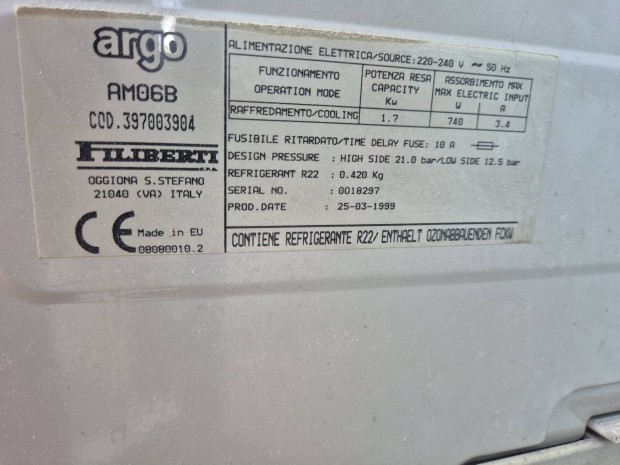 argo
AM06B
COD.397803904
FILIBERTI
OGGIONA S.STEFANO
21040 (VA) ITALY
CE Made in EU
08080010.2
ALIMENTAZIONE ELETTRICA/SOURCE:220-240 V ~ 50 Hz
FUNZIONAMENTO
OPERATION MODE
POTENZA RESA
CAPACITY
Kw
ASSORBIMENTO MAX
MAX ELECTRIC INPUT
W A
RAFFREDAMENTO/COOLING 1.7 740 3.4
FUSIBILE RITARDATO/TIME DELAY FUSE: 10 A
DESIGN PRESSURE : HIGH SIDE 21.0 bar/LOW SIDE 12.5 bar
REFRIGERANT R22 : 0.420 Kg
SERIAL NO. : 0018297
PROD.DATE : 25-03-1999
CONTIENE REFRIGERANTE R22/ ENTHAELT OZONABBAUENDEN FCKW